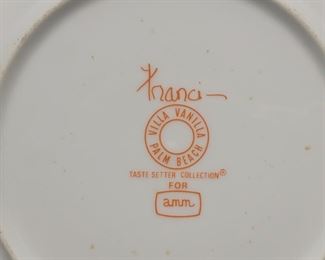 Franci
VILLA VANILLA
PALM BEACH
TASTE SETTER COLLECTION®
FOR
amm